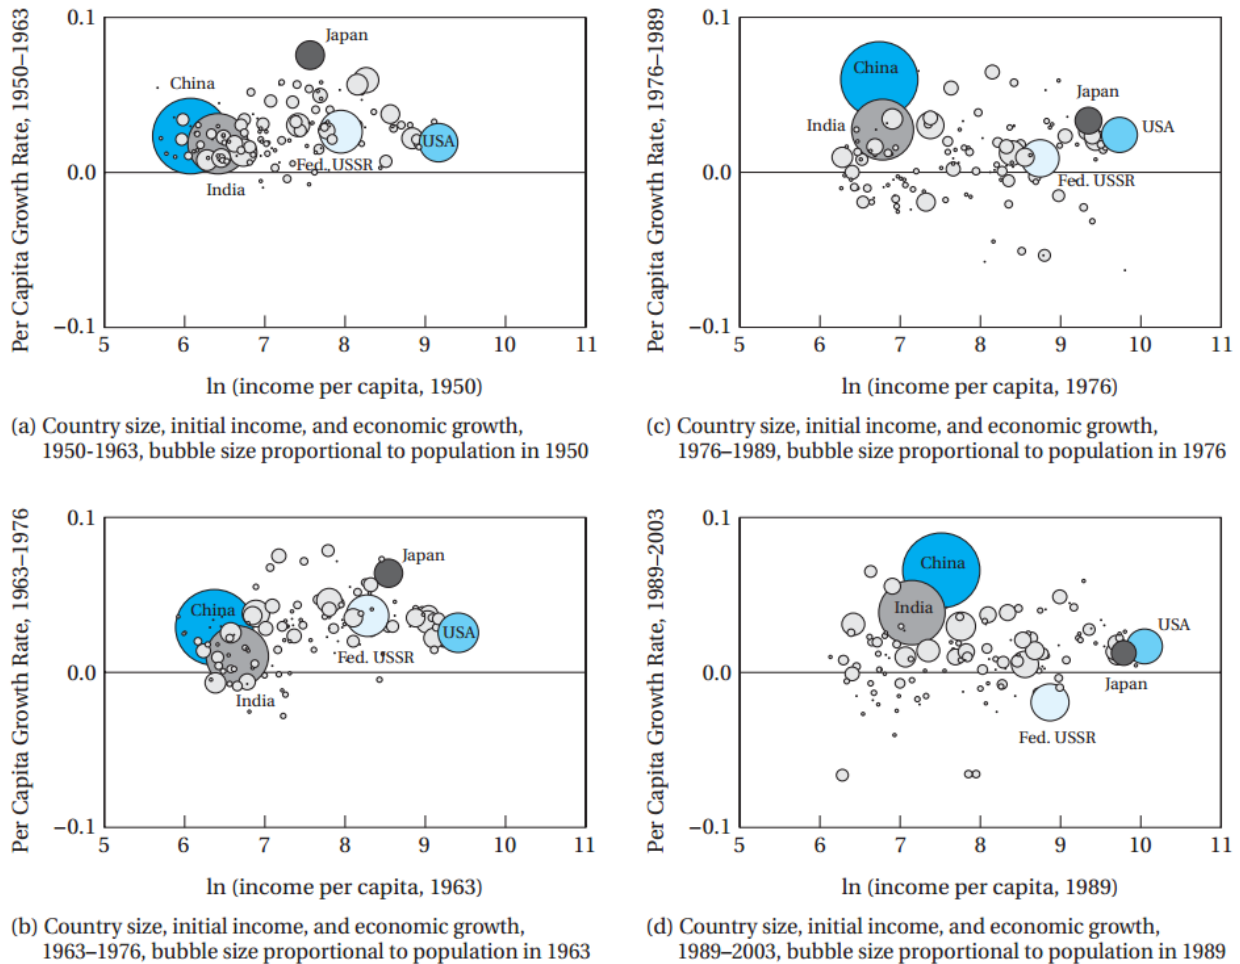 Per Capita Growth Rate, 1950–1963
0.1
0.0
−0.1
Japan
China
USA
Fed. USSR
India
5 6 7 8 9 10 11
ln (income per capita, 1950)
(a) Country size, initial income, and economic growth,
1950-1963, bubble size proportional to population in 1950
Per Capita Growth Rate, 1976–1989
0.1
0.0
−0.1
China
Japan
India
USA
Fed. USSR
5 6 7 8 9 10 11
ln (income per capita, 1976)
(c) Country size, initial income, and economic growth,
1976–1989, bubble size proportional to population in 1976
Per Capita Growth Rate, 1963–1976
0.1
0.0
−0.1
Japan
China
USA
Fed. USSR
India
5 6 7 8 9 10 11
ln (income per capita, 1963)
(b) Country size, initial income, and economic growth,
1963–1976, bubble size proportional to population in 1963
Per Capita Growth Rate, 1989–2003
0.1
0.0
−0.1
China
India
USA
Japan
Fed. USSR
5 6 7 8 9 10 11
ln (income per capita, 1989)
(d) Country size, initial income, and economic growth,
1989–2003, bubble size proportional to population in 1989